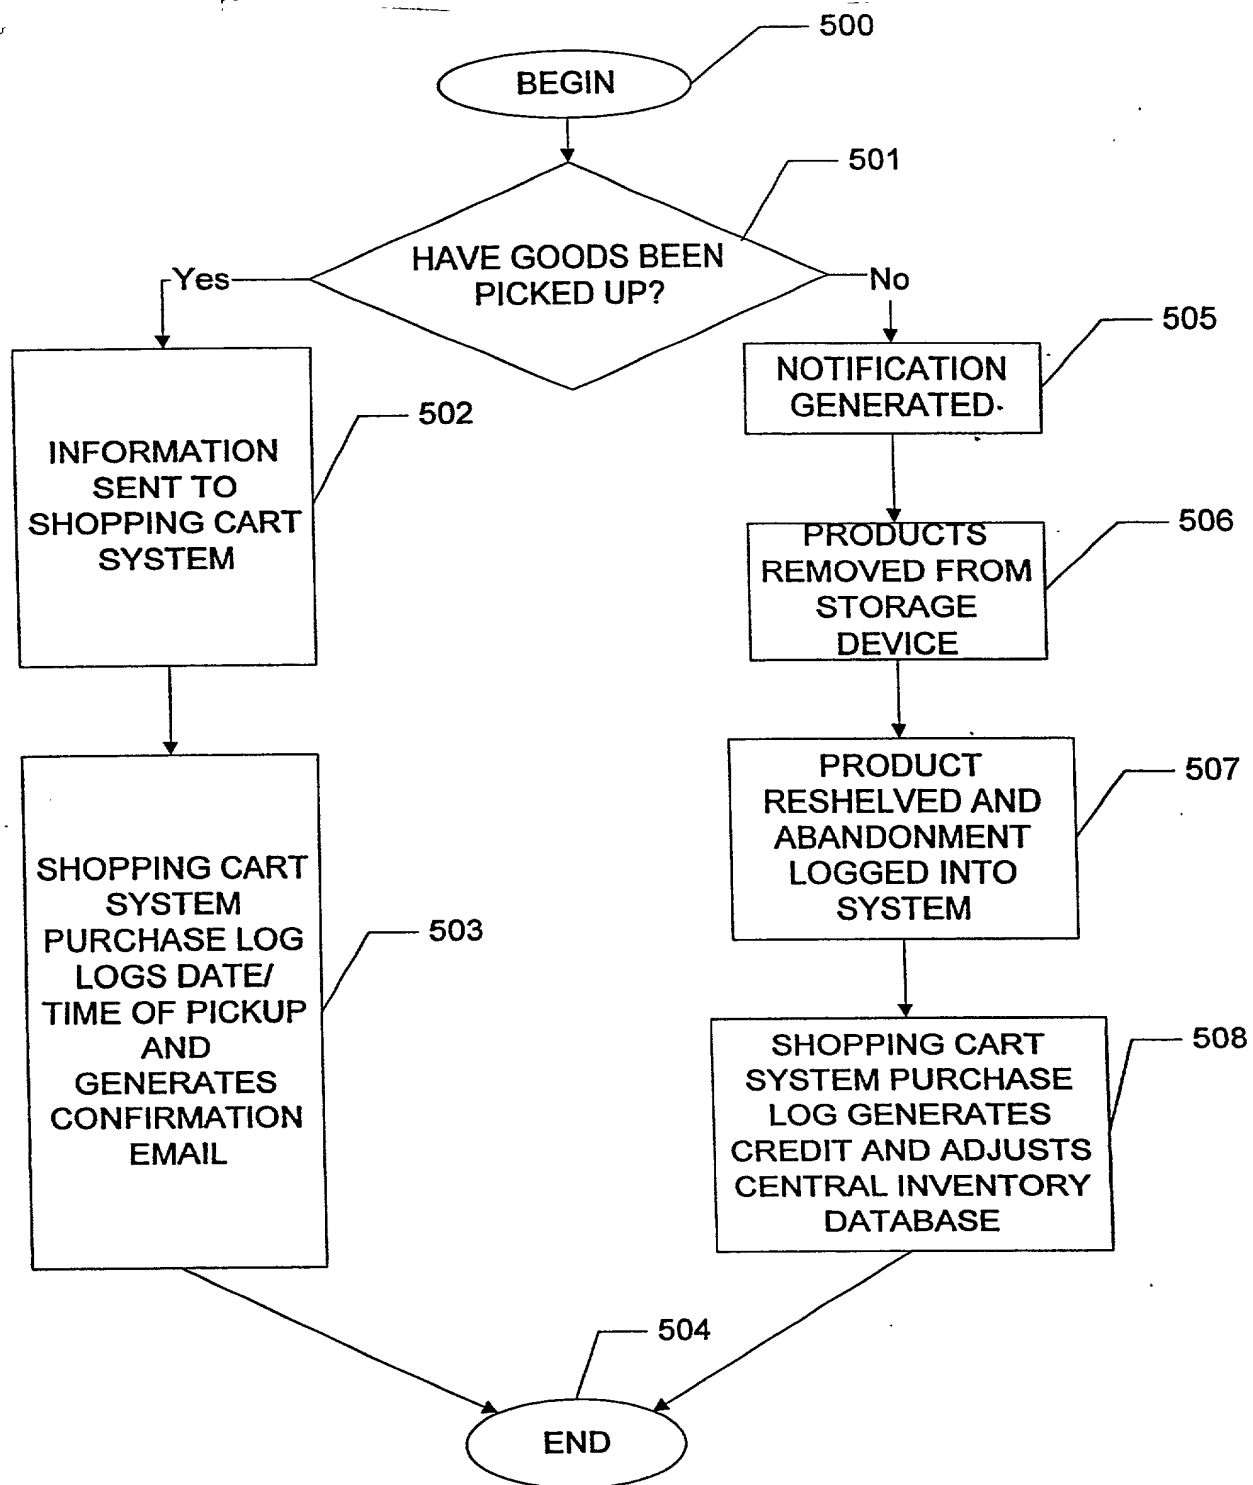 500
BEGIN
501
HAVE GOODS BEEN
PICKED UP?
Yes
No
505
NOTIFICATION
GENERATED
502
INFORMATION
SENT TO
SHOPPING CART
SYSTEM
506
PRODUCTS
REMOVED FROM
STORAGE
DEVICE
507
PRODUCT
RESHELVED AND
ABANDONMENT
LOGGED INTO
SYSTEM
503
SHOPPING CART
SYSTEM
PURCHASE LOG
LOGS DATE/
TIME OF PICKUP
AND
GENERATES
CONFIRMATION
EMAIL
508
SHOPPING CART
SYSTEM PURCHASE
LOG GENERATES
CREDIT AND ADJUSTS
CENTRAL INVENTORY
DATABASE
504
END